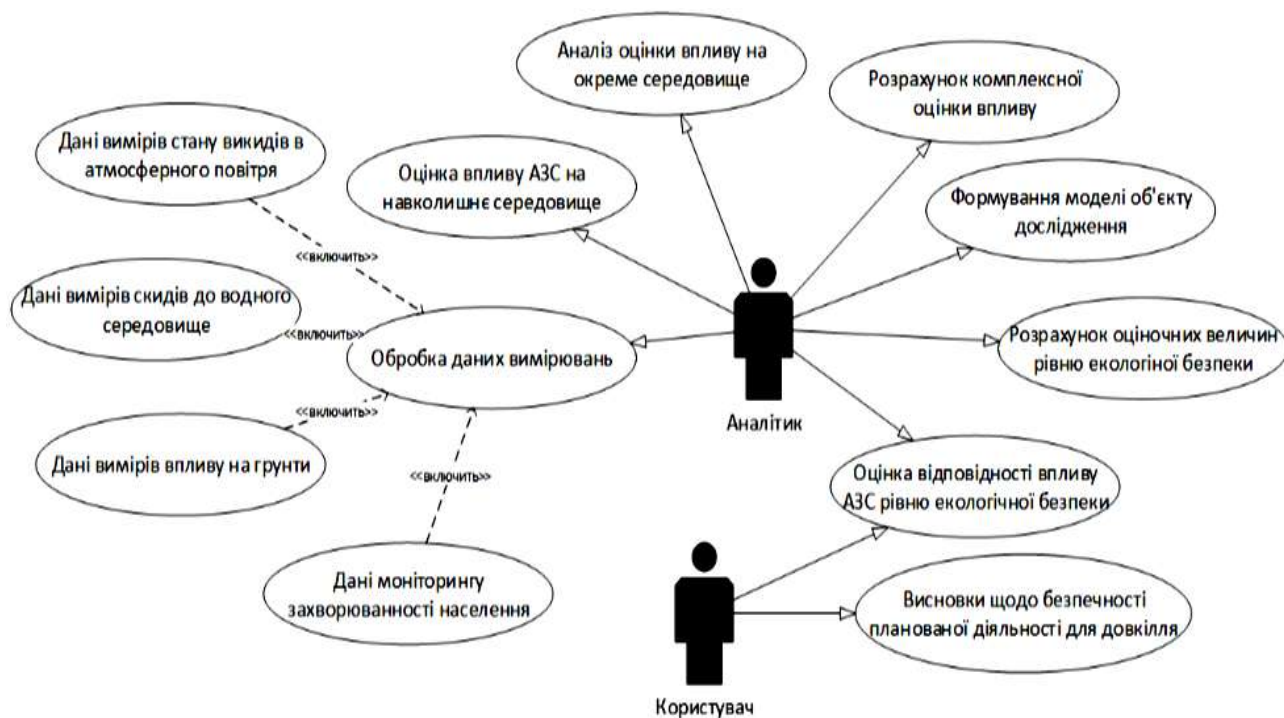 Аналіз оцінки впливу на
окреме середовище
Розрахунок комплексної
оцінки впливу
Дані вимірів стану викидів в
атмосферного повітря
Оцінка впливу АЗС на
навколишнє середовище
Формування моделі об'єкту
дослідження
<<включить>>
Дані вимірів скидів до водного
середовище
<<включить>>
Обробка даних вимірювань
Розрахунок оціночних величин
рівню екологіної безпеки
<<включить>>
Аналітик
Дані вимірів впливу на грунти
<<включить>>
Оцінка відповідності впливу
АЗС рівню екологічної безпеки
Дані моніторингу
захворюванності населення
Висновки щодо безпечності
планованої діяльності для довкілля
Користувач